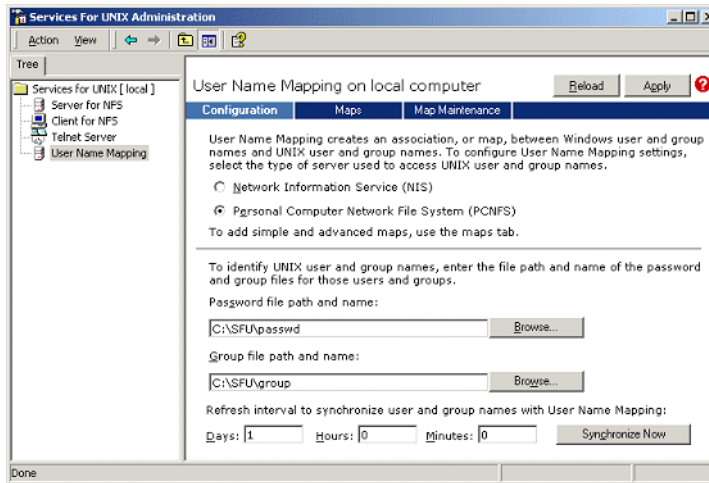 Services For UNIX Administration
Action View
Tree
Services for UNIX [ local ]
Server for NFS
Client for NFS
Telnet Server
User Name Mapping
User Name Mapping on local computer
Reload Apply ?
Configuration Maps Map Maintenance
User Name Mapping creates an association, or map, between Windows user and group
names and UNIX user and group names. To configure User Name Mapping settings,
select the type of server used to access UNIX user and group names.
Network Information Service (NIS)
Personal Computer Network File System (PCNFS)
To add simple and advanced maps, use the maps tab.
To identify UNIX user and group names, enter the file path and name of the password
and group files for those users and groups.
Password file path and name:
C:\SFU\passwd Browse...
Group file path and name:
C:\SFU\group Browse...
Refresh interval to synchronize user and group names with User Name Mapping:
Days: 1 Hours: 0 Minutes: 0 Synchronize Now
Done